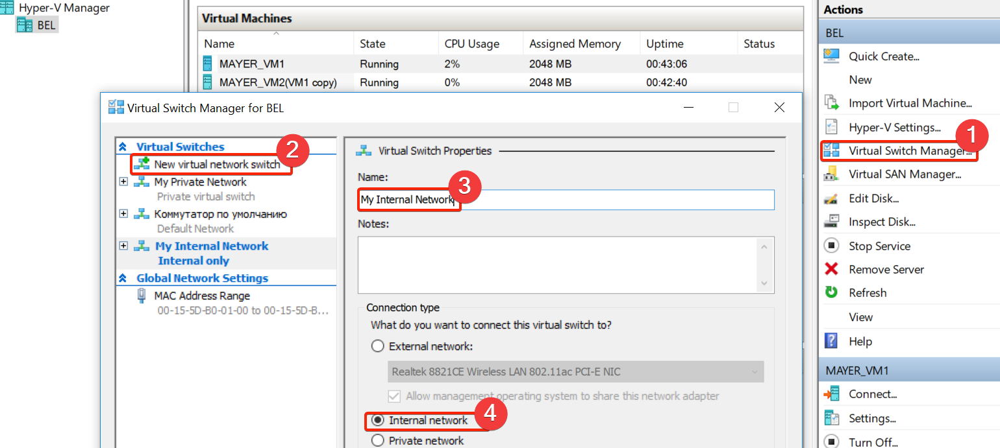 Hyper-V Manager
BEL
Virtual Machines
Name State CPU Usage Assigned Memory Uptime Status
MAYER_VM1 Running 2% 2048 MB 00:43:06
MAYER_VM2(VM1 copy) Running 0% 2048 MB 00:42:40
Virtual Switch Manager for BEL
Virtual Switches
2
New virtual network switch
My Private Network
Private virtual switch
Коммутатор по умолчанию
Default Network
My Internal Network
Internal only
Global Network Settings
MAC Address Range
00-15-5D-B0-01-00 to 00-15-5D-B...
Virtual Switch Properties
Name:
3
My Internal Network
Notes:
Connection type
What do you want to connect this virtual switch to?
External network:
Realtek 8821CE Wireless LAN 802.11ac PCI-E NIC
Allow management operating system to share this network adapter
4
Internal network
Private network
Actions
BEL
Quick Create...
New
Import Virtual Machine...
Hyper-V Settings...
1
Virtual Switch Manager...
Virtual SAN Manager...
Edit Disk...
Inspect Disk...
Stop Service
Remove Server
Refresh
View
Help
MAYER_VM1
Connect...
Settings...
Turn Off...